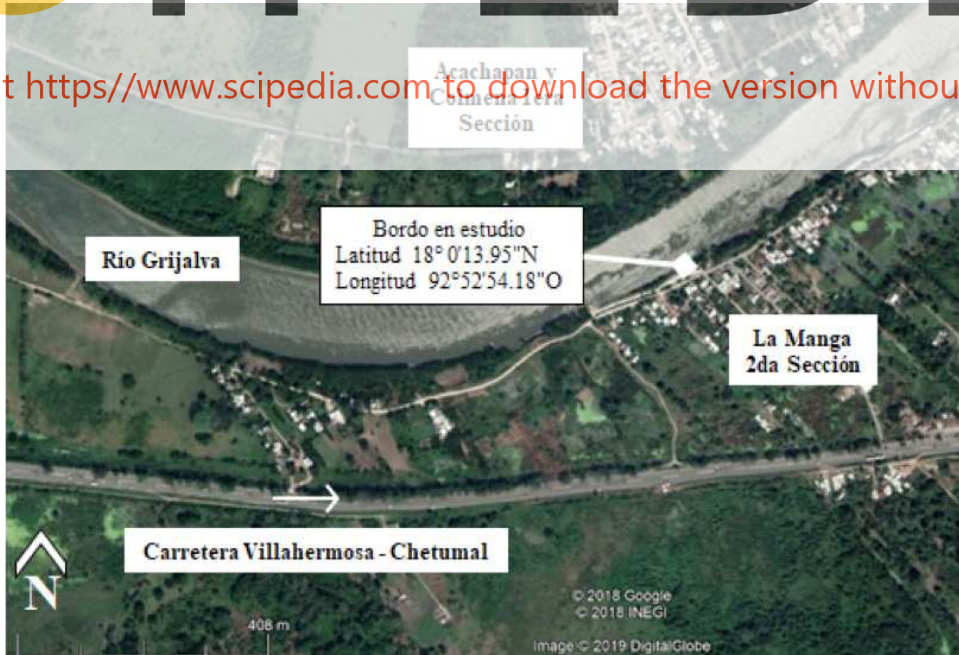 t https//www.scipedia.com to download the version withou
Acachapan y
Colmena 1era
Sección
Bordo en estudio
Latitud 18° 0'13.95"N
Longitud 92°52'54.18"O
Río Grijalva
La Manga
2da Sección
Carretera Villahermosa - Chetumal
N
408 m
© 2018 Google
© 2018 INEGI
Image © 2019 DigitalGlobe